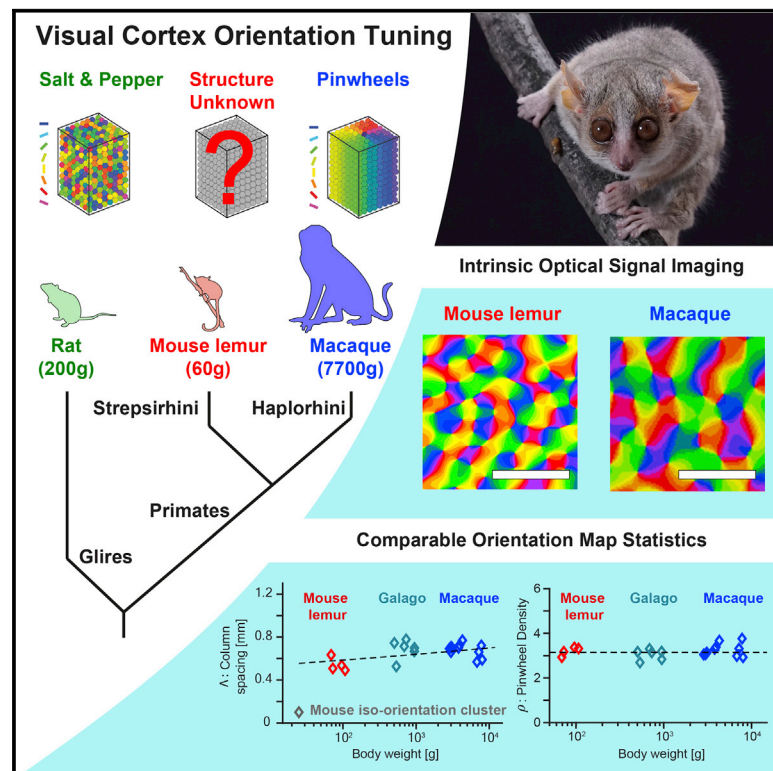 Visual Cortex Orientation Tuning
Salt & Pepper
Structure
Unknown
Pinwheels
?
Rat
(200g)
Mouse lemur
(60g)
Macaque
(7700g)
Strepsirhini
Haplorhini
Primates
Glires
Intrinsic Optical Signal Imaging
Mouse lemur
Macaque
Comparable Orientation Map Statistics
Λ: Column
spacing [mm]
1.2
0.8
0.4
0
Mouse
lemur
Galago
Macaque
Mouse iso-orientation cluster
10²
10³
10⁴
Body weight [g]
ρ: Pinwheel Density
6
4
2
0
Mouse
lemur
Galago
Macaque
10²
10³
10⁴
Body weight [g]